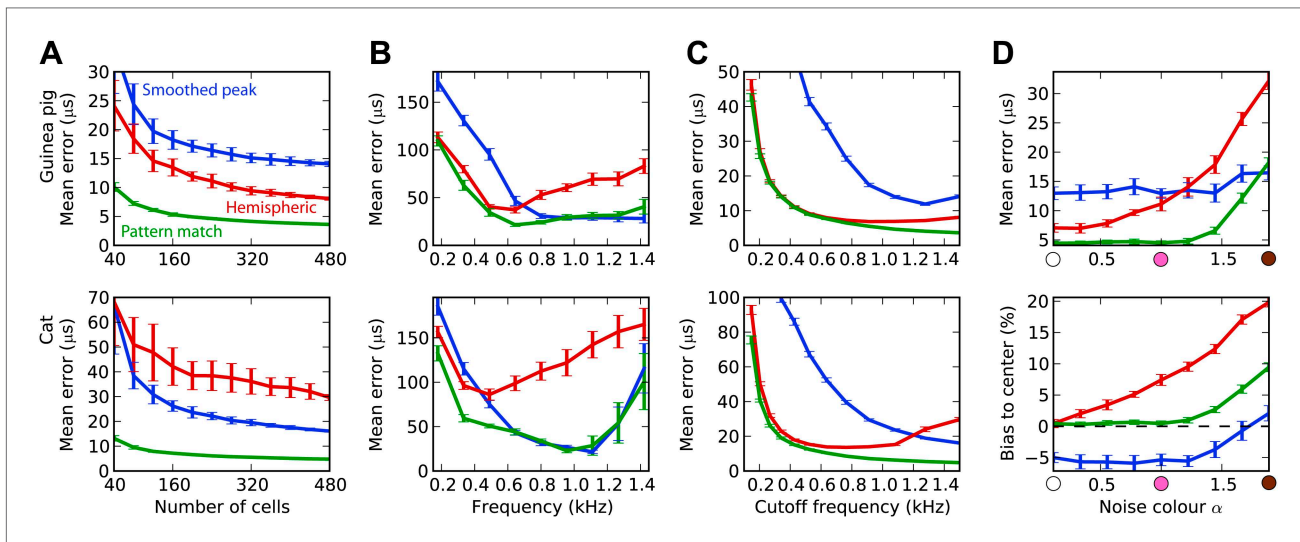 A
B
C
D
Guinea pig
Mean error (μs)
30
25
20
15
10
5
0
Smoothed peak
Hemispheric
Pattern match
40 160 320 480
Mean error (μs)
150
100
50
0
0.2 0.4 0.6 0.8 1.0 1.2 1.4
Mean error (μs)
50
40
30
20
10
0
0.2 0.4 0.6 0.8 1.0 1.2 1.4
Mean error (μs)
30
25
20
15
10
5
0.5 1.5
Cat
Mean error (μs)
70
60
50
40
30
20
10
0
40 160 320 480
Number of cells
Mean error (μs)
150
100
50
0
0.2 0.4 0.6 0.8 1.0 1.2 1.4
Frequency (kHz)
Mean error (μs)
100
80
60
40
20
0
0.2 0.4 0.6 0.8 1.0 1.2 1.4
Cutoff frequency (kHz)
Bias to center (%)
20
15
10
5
0
−5
0.5 1.5
Noise colour α